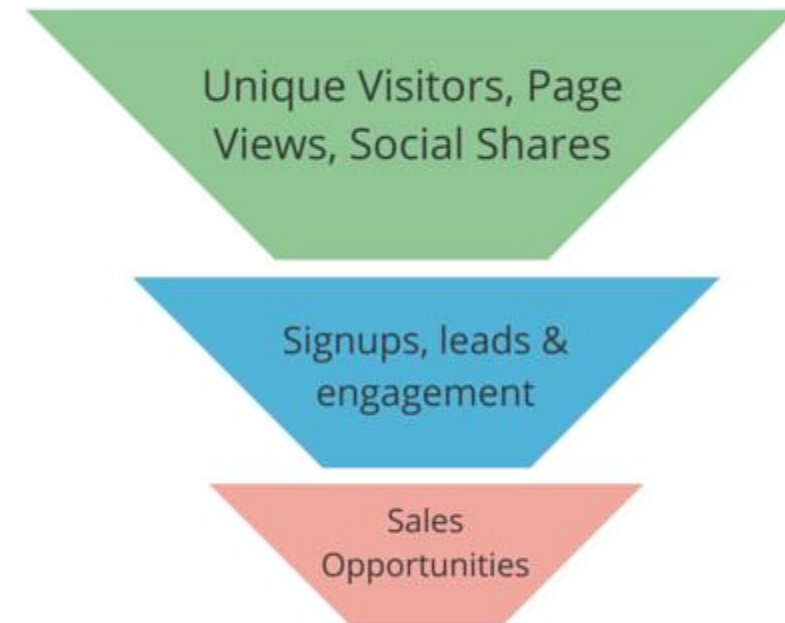 Unique Visitors, Page
Views, Social Shares
Signups, leads &
engagement
Sales
Opportunities